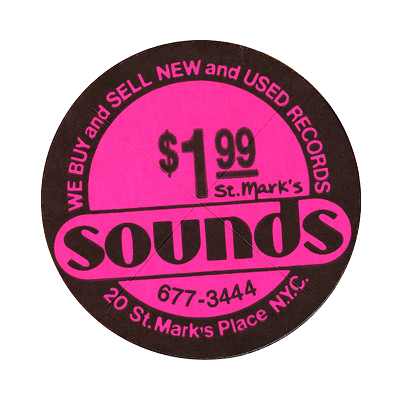 WE BUY and SELL NEW and USED RECORDS
$1.99
St. Mark's
sounds
677-3444
20 St. Mark's Place N.Y.C.